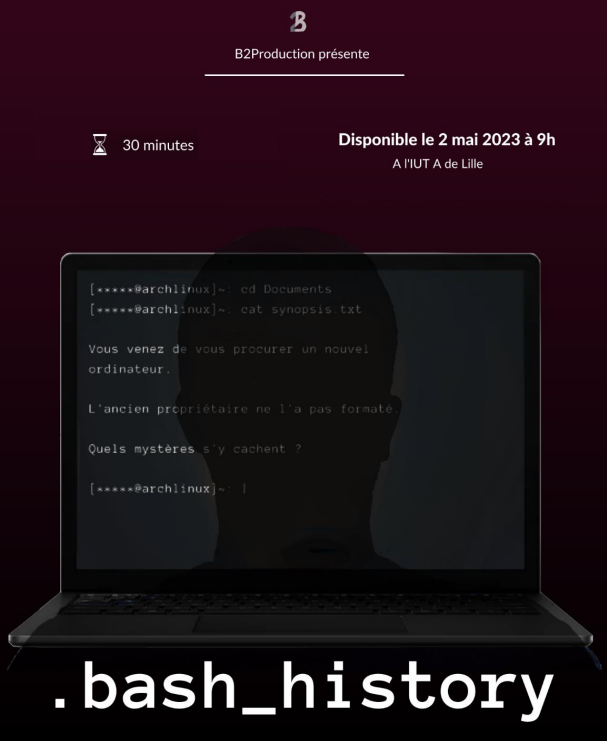 2B
B2Production présente
30 minutes
Disponible le 2 mai 2023 à 9h
A l'IUT A de Lille
[*****@archlinux]~: cd Documents
[*****@archlinux]~: cat synopsis.txt
Vous venez de vous procurer un nouvel
ordinateur.
L'ancien propriétaire ne l'a pas formaté.
Quels mystères s'y cachent ?
[*****@archlinux]~: |
.bash_history